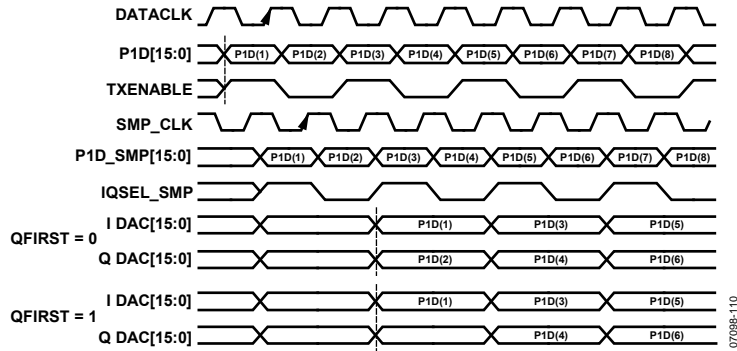 DATACLK
P1D[15:0] P1D(1) P1D(2) P1D(3) P1D(4) P1D(5) P1D(6) P1D(7) P1D(8)
TXENABLE
SMP_CLK
P1D_SMP[15:0] P1D(1) P1D(2) P1D(3) P1D(4) P1D(5) P1D(6) P1D(7) P1D(8)
IQSEL_SMP
QFIRST = 0
I DAC[15:0] P1D(1) P1D(3) P1D(5)
Q DAC[15:0] P1D(2) P1D(4) P1D(6)
QFIRST = 1
I DAC[15:0] P1D(1) P1D(3) P1D(5)
Q DAC[15:0] P1D(4) P1D(6)
07098-110